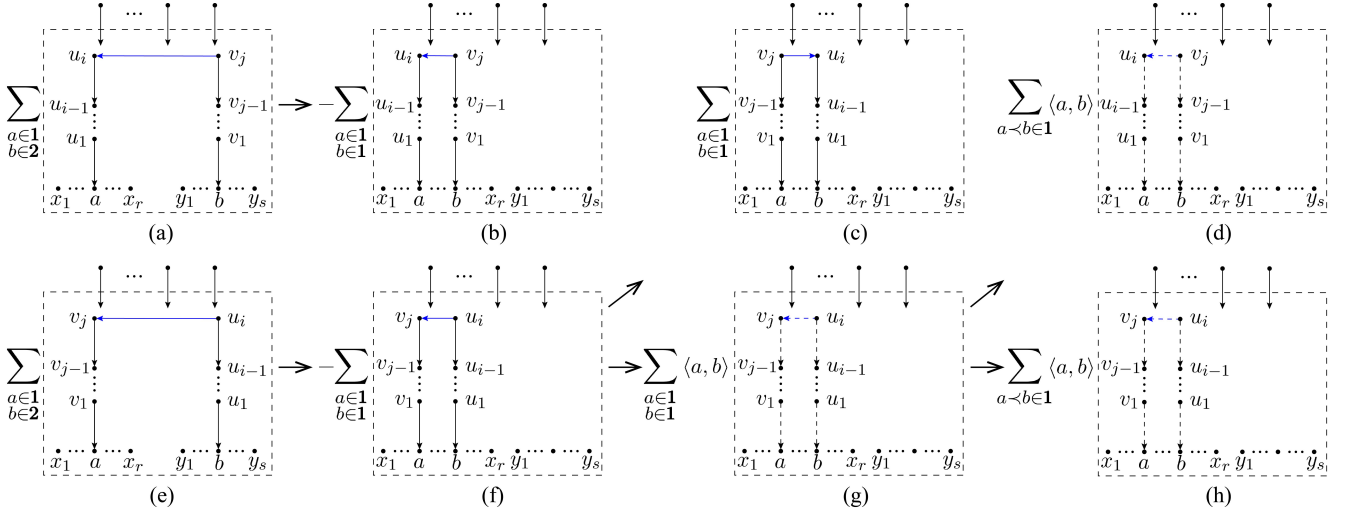 ... ... ... ...
u_i v_j u_i v_j v_j u_i u_i v_j
∑ a∈1 b∈2 u_{i−1} v_{j−1} −∑ a∈1 b∈1 u_{i−1} v_{j−1} ∑ a∈1 b∈1 v_{j−1} u_{i−1} ∑ a≺b∈1 ⟨a, b⟩ u_{i−1} v_{j−1}
u_1 v_1 u_1 v_1 v_1 u_1 u_1 v_1
x_1 a x_r y_1 b y_s x_1 a b x_r y_1 y_s x_1 a b x_r y_1 y_s x_1 a b x_r y_1 y_s
(a) (b) (c) (d)
... ... ... ...
v_j u_i v_j u_i v_j u_i v_j u_i
∑ a∈1 b∈2 v_{j−1} u_{i−1} −∑ a∈1 b∈1 v_{j−1} u_{i−1} ∑ a∈1 b∈1 ⟨a, b⟩ v_{j−1} u_{i−1} ∑ a≺b∈1 ⟨a, b⟩ v_{j−1} u_{i−1}
v_1 u_1 v_1 u_1 v_1 u_1 v_1 u_1
x_1 a x_r y_1 b y_s x_1 a b x_r y_1 y_s x_1 a b x_r y_1 y_s x_1 a b x_r y_1 y_s
(e) (f) (g) (h)